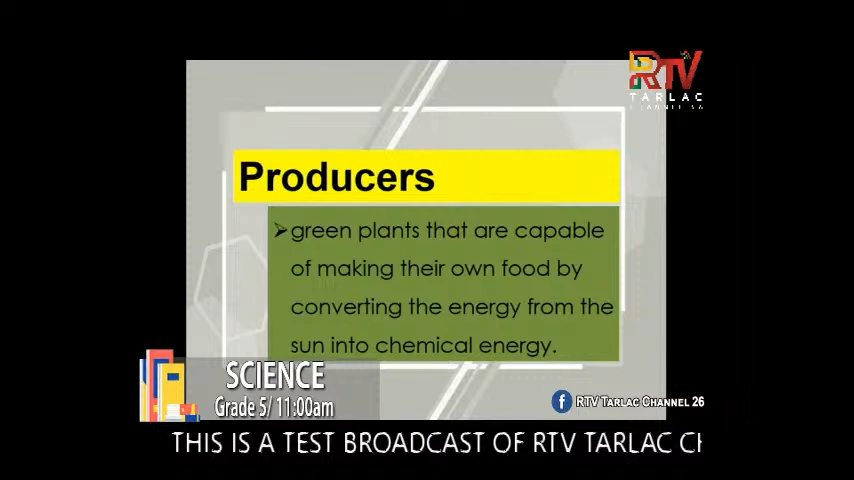 RTV
TARLAC
Producers
➢green plants that are capable
of making their own food by
converting the energy from the
sun into chemical energy.
SCIENCE
Grade 5/ 11:00am
f RTV TARLAC CHANNEL 26
THIS IS A TEST BROADCAST OF RTV TARLAC